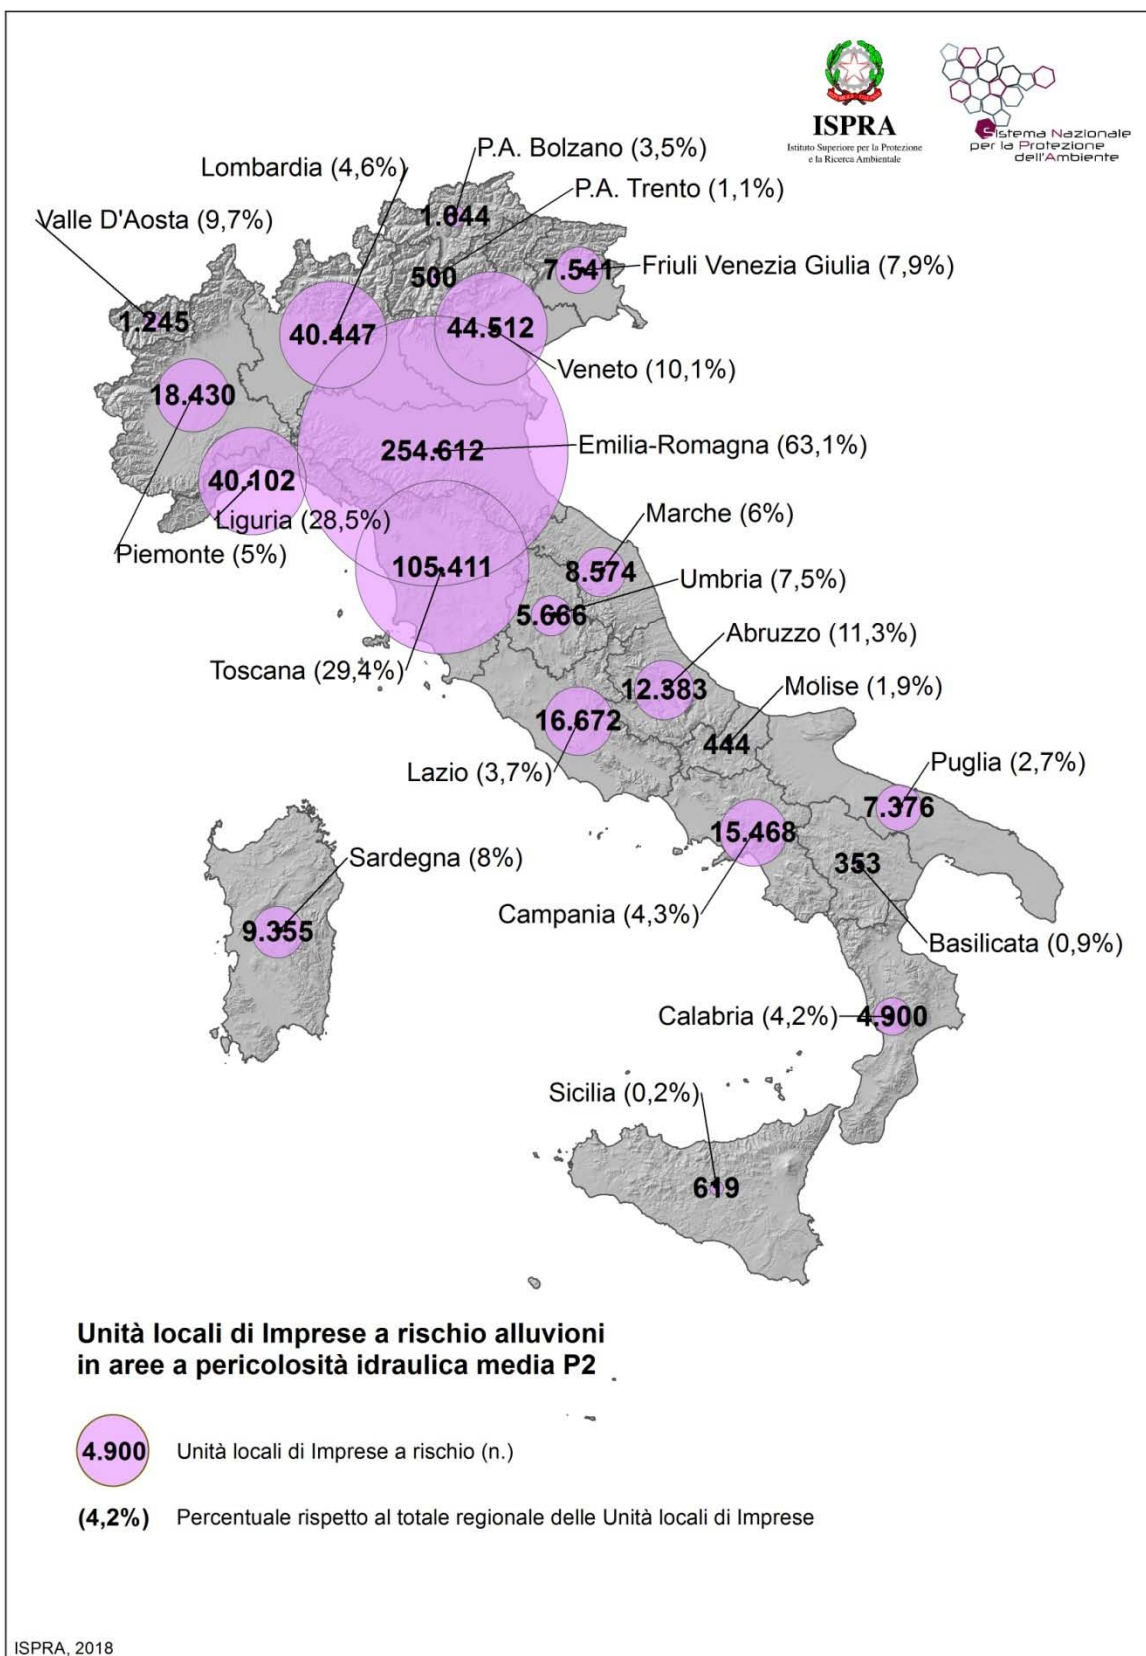 ISPRA
Istituto Superiore per la Protezione
e la Ricerca Ambientale
Sistema Nazionale
per la Protezione
dell'Ambiente
P.A. Bolzano (3,5%)
Lombardia (4,6%)
P.A. Trento (1,1%)
Valle D'Aosta (9,7%)
1.644
500
7.541
Friuli Venezia Giulia (7,9%)
1.245
40.447
44.512
Veneto (10,1%)
18.430
254.612
Emilia-Romagna (63,1%)
40.102
Liguria (28,5%)
Piemonte (5%)
Marche (6%)
105.411
8.574
Umbria (7,5%)
5.666
Abruzzo (11,3%)
Toscana (29,4%)
12.383
Molise (1,9%)
16.672
444
Lazio (3,7%)
Puglia (2,7%)
7.376
15.468
Sardegna (8%)
353
9.355
Campania (4,3%)
Basilicata (0,9%)
Calabria (4,2%)
4.900
Sicilia (0,2%)
619
Unità locali di Imprese a rischio alluvioni
in aree a pericolosità idraulica media P2
4.900 Unità locali di Imprese a rischio (n.)
(4,2%) Percentuale rispetto al totale regionale delle Unità locali di Imprese
ISPRA, 2018